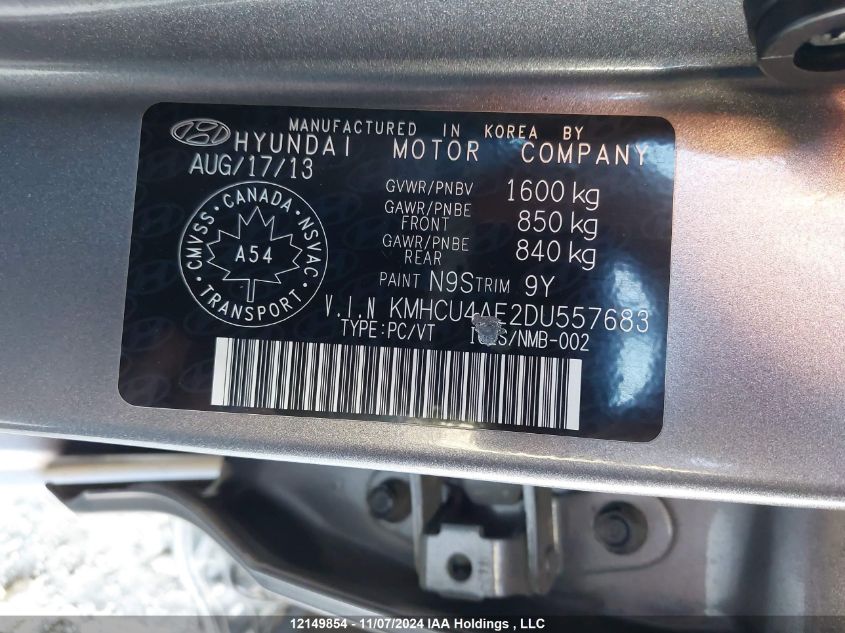 MANUFACTURED IN KOREA BY
HYUNDAI MOTOR COMPANY
AUG/17/13
GVWR/PNBV 1600 kg
GAWR/PNBE FRONT 850 kg
GAWR/PNBE REAR 840 kg
CANADA
CMVSS · NSVAC
A54
TRANSPORT
PAINT N9S TRIM 9Y
V.I.N KMHCU4AE2DU557683
TYPE:PC/VT /NMB-002
12149854 - 11/07/2024 IAA Holdings , LLC